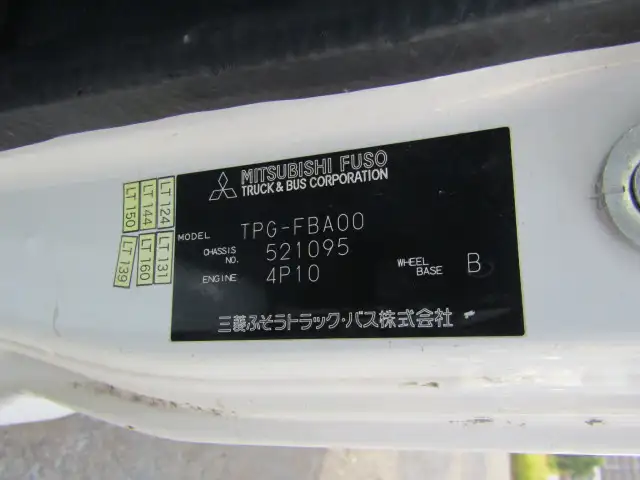 MITSUBISHI FUSO
TRUCK & BUS CORPORATION
MODEL TPG-FBA00
CHASSIS NO. 521095
ENGINE 4P10
WHEEL BASE B
三菱ふそうトラック・バス株式会社
LT 124
LT 144
LT 150
LT 131
LT 160
LT 139